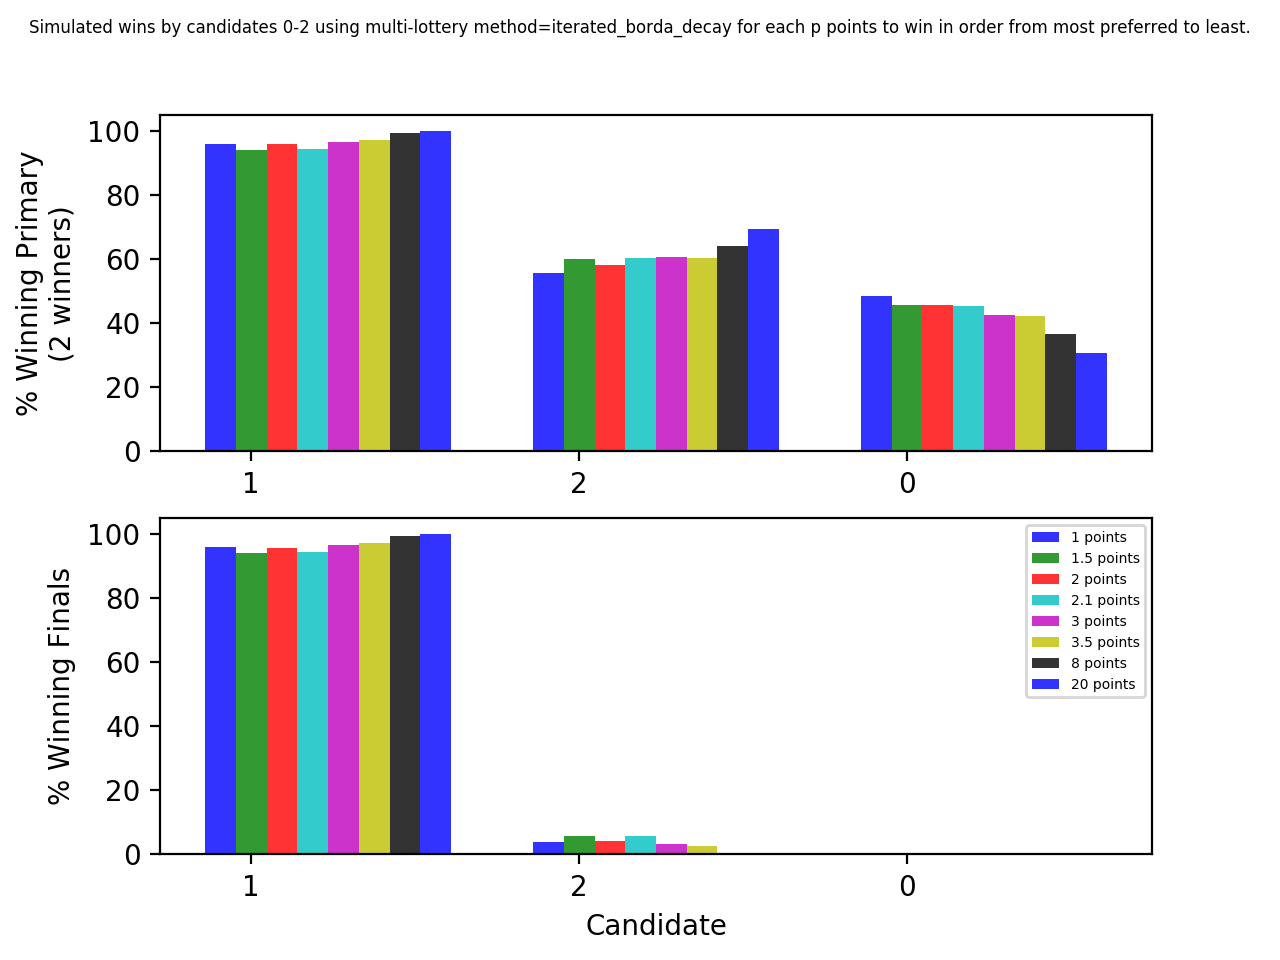 Simulated wins by candidates 0-2 using multi-lottery method=iterated_borda_decay for each p points to win in order from most preferred to least.
% Winning Primary
(2 winners)
100
80
60
40
20
0
1
2
0
% Winning Finals
100
80
60
40
20
0
1 points
1.5 points
2 points
2.1 points
3 points
3.5 points
8 points
20 points
1
2
0
Candidate